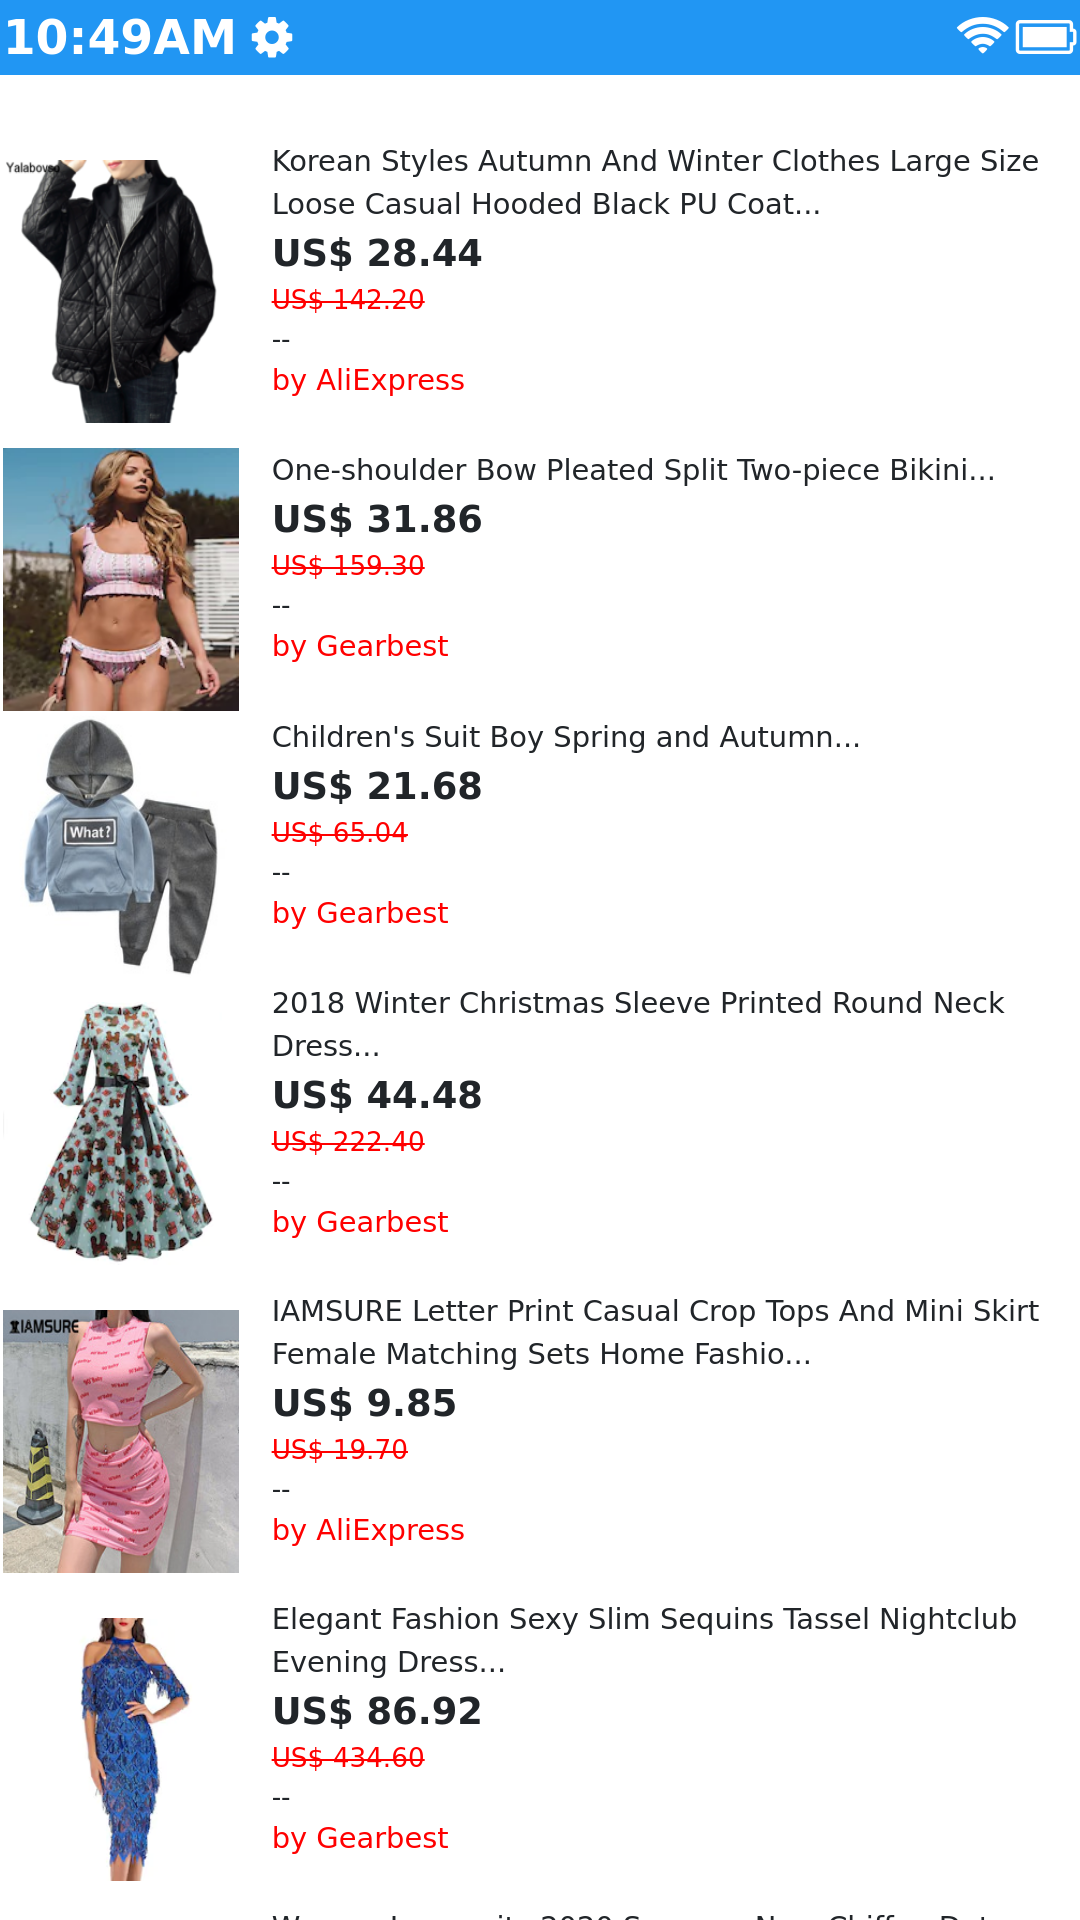 10:49AM
Yalabovso
Korean Styles Autumn And Winter Clothes Large Size
Loose Casual Hooded Black PU Coat...
US$ 28.44
US$ 142.20
--
by AliExpress
One-shoulder Bow Pleated Split Two-piece Bikini...
US$ 31.86
US$ 159.30
--
by Gearbest
What?
Children's Suit Boy Spring and Autumn...
US$ 21.68
US$ 65.04
--
by Gearbest
2018 Winter Christmas Sleeve Printed Round Neck
Dress...
US$ 44.48
US$ 222.40
--
by Gearbest
IAMSURE
IAMSURE Letter Print Casual Crop Tops And Mini Skirt
Female Matching Sets Home Fashio...
US$ 9.85
US$ 19.70
--
by AliExpress
Elegant Fashion Sexy Slim Sequins Tassel Nightclub
Evening Dress...
US$ 86.92
US$ 434.60
--
by Gearbest